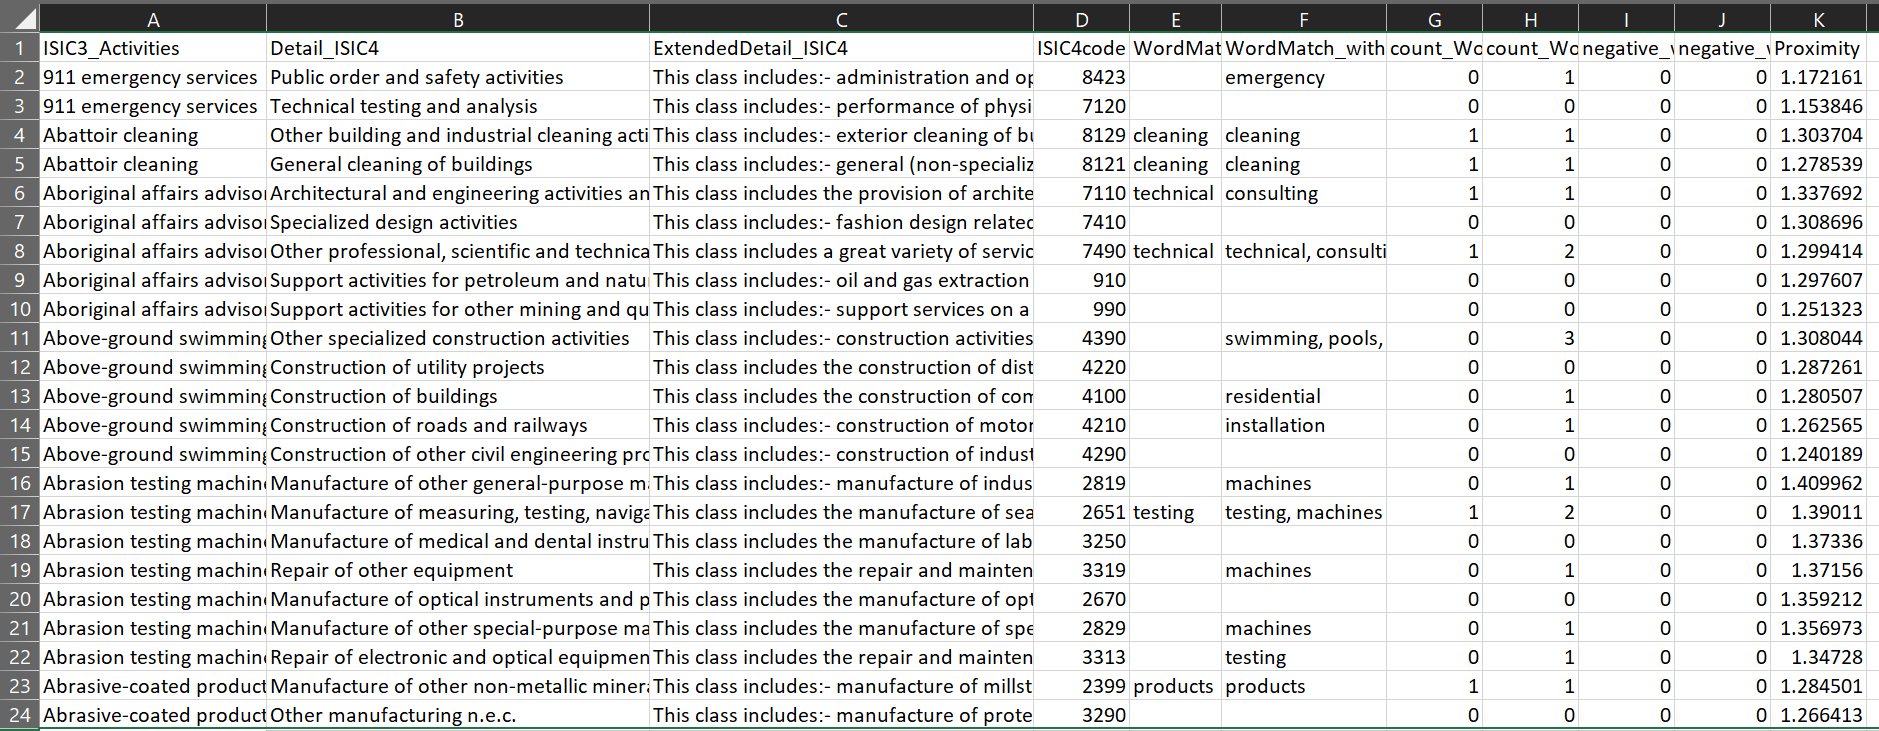 A B C D E F G H I J K
1 ISIC3_Activities Detail_ISIC4 ExtendedDetail_ISIC4 ISIC4code WordMat WordMatch_with count_Wo count_Wo negative_ negative_ Proximity
2 911 emergency services Public order and safety activities This class includes:- administration and op 8423 emergency 0 1 0 0 1.172161
3 911 emergency services Technical testing and analysis This class includes:- performance of physi 7120 0 0 0 0 1.153846
4 Abattoir cleaning Other building and industrial cleaning acti This class includes:- exterior cleaning of bu 8129 cleaning cleaning 1 1 0 0 1.303704
5 Abattoir cleaning General cleaning of buildings This class includes:- general (non-specializ 8121 cleaning cleaning 1 1 0 0 1.278539
6 Aboriginal affairs advisor Architectural and engineering activities an This class includes the provision of archite 7110 technical consulting 1 1 0 0 1.337692
7 Aboriginal affairs advisor Specialized design activities This class includes:- fashion design related 7410 0 0 0 0 1.308696
8 Aboriginal affairs advisor Other professional, scientific and technica This class includes a great variety of servic 7490 technical technical, consulti 1 2 0 0 1.299414
9 Aboriginal affairs advisor Support activities for petroleum and natu This class includes:- oil and gas extraction 910 0 0 0 0 1.297607
10 Aboriginal affairs advisor Support activities for other mining and qu This class includes:- support services on a 990 0 0 0 0 1.251323
11 Above-ground swimming Other specialized construction activities This class includes:- construction activities 4390 swimming, pools, 0 3 0 0 1.308044
12 Above-ground swimming Construction of utility projects This class includes the construction of dist 4220 0 0 0 0 1.287261
13 Above-ground swimming Construction of buildings This class includes the construction of com 4100 residential 0 1 0 0 1.280507
14 Above-ground swimming Construction of roads and railways This class includes:- construction of motor 4210 installation 0 1 0 0 1.262565
15 Above-ground swimming Construction of other civil engineering pro This class includes:- construction of indust 4290 0 0 0 0 1.240189
16 Abrasion testing machin Manufacture of other general-purpose m This class includes:- manufacture of indus 2819 machines 0 1 0 0 1.409962
17 Abrasion testing machin Manufacture of measuring, testing, naviga This class includes the manufacture of sea 2651 testing testing, machines 1 2 0 0 1.39011
18 Abrasion testing machin Manufacture of medical and dental instru This class includes the manufacture of lab 3250 0 0 0 0 1.37336
19 Abrasion testing machin Repair of other equipment This class includes the repair and mainten 3319 machines 0 1 0 0 1.37156
20 Abrasion testing machin Manufacture of optical instruments and p This class includes the manufacture of opt 2670 0 0 0 0 1.359212
21 Abrasion testing machin Manufacture of other special-purpose ma This class includes the manufacture of spe 2829 machines 0 1 0 0 1.356973
22 Abrasion testing machin Repair of electronic and optical equipmen This class includes the repair and mainten 3313 testing 0 1 0 0 1.34728
23 Abrasive-coated product Manufacture of other non-metallic minera This class includes:- manufacture of millst 2399 products products 1 1 0 0 1.284501
24 Abrasive-coated product Other manufacturing n.e.c. This class includes:- manufacture of prote 3290 0 0 0 0 1.266413